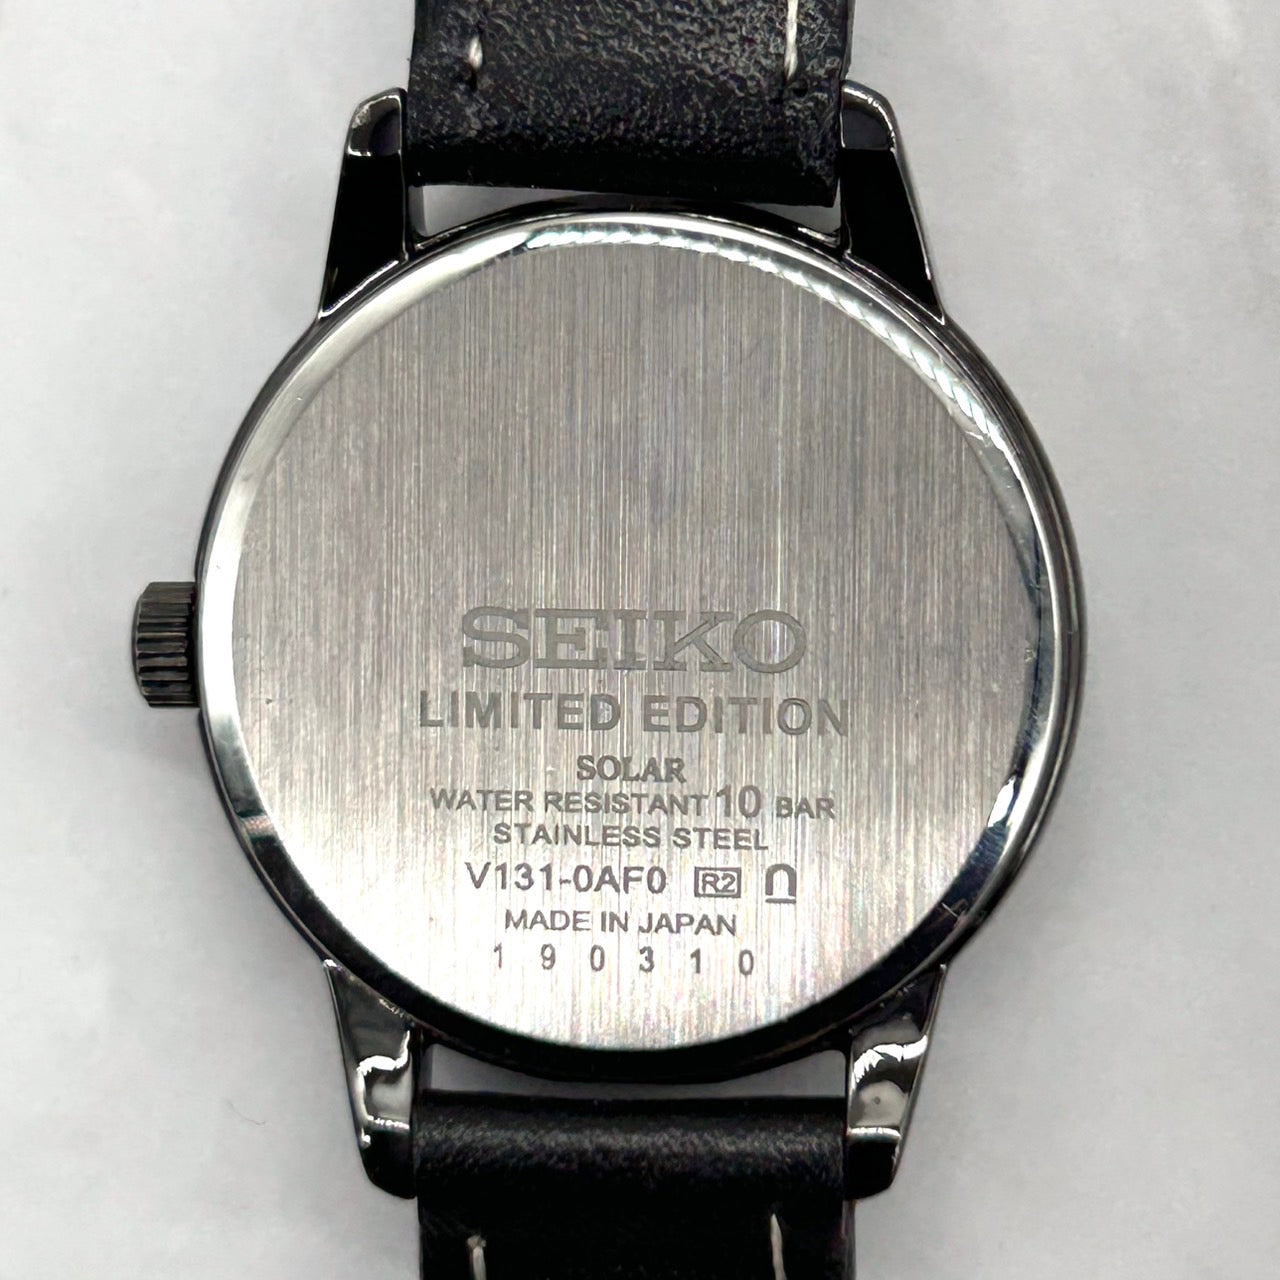 SEIKO
LIMITED EDITION
SOLAR
WATER RESISTANT 10 BAR
STAINLESS STEEL
V131-0AF0 R2
MADE IN JAPAN
190310